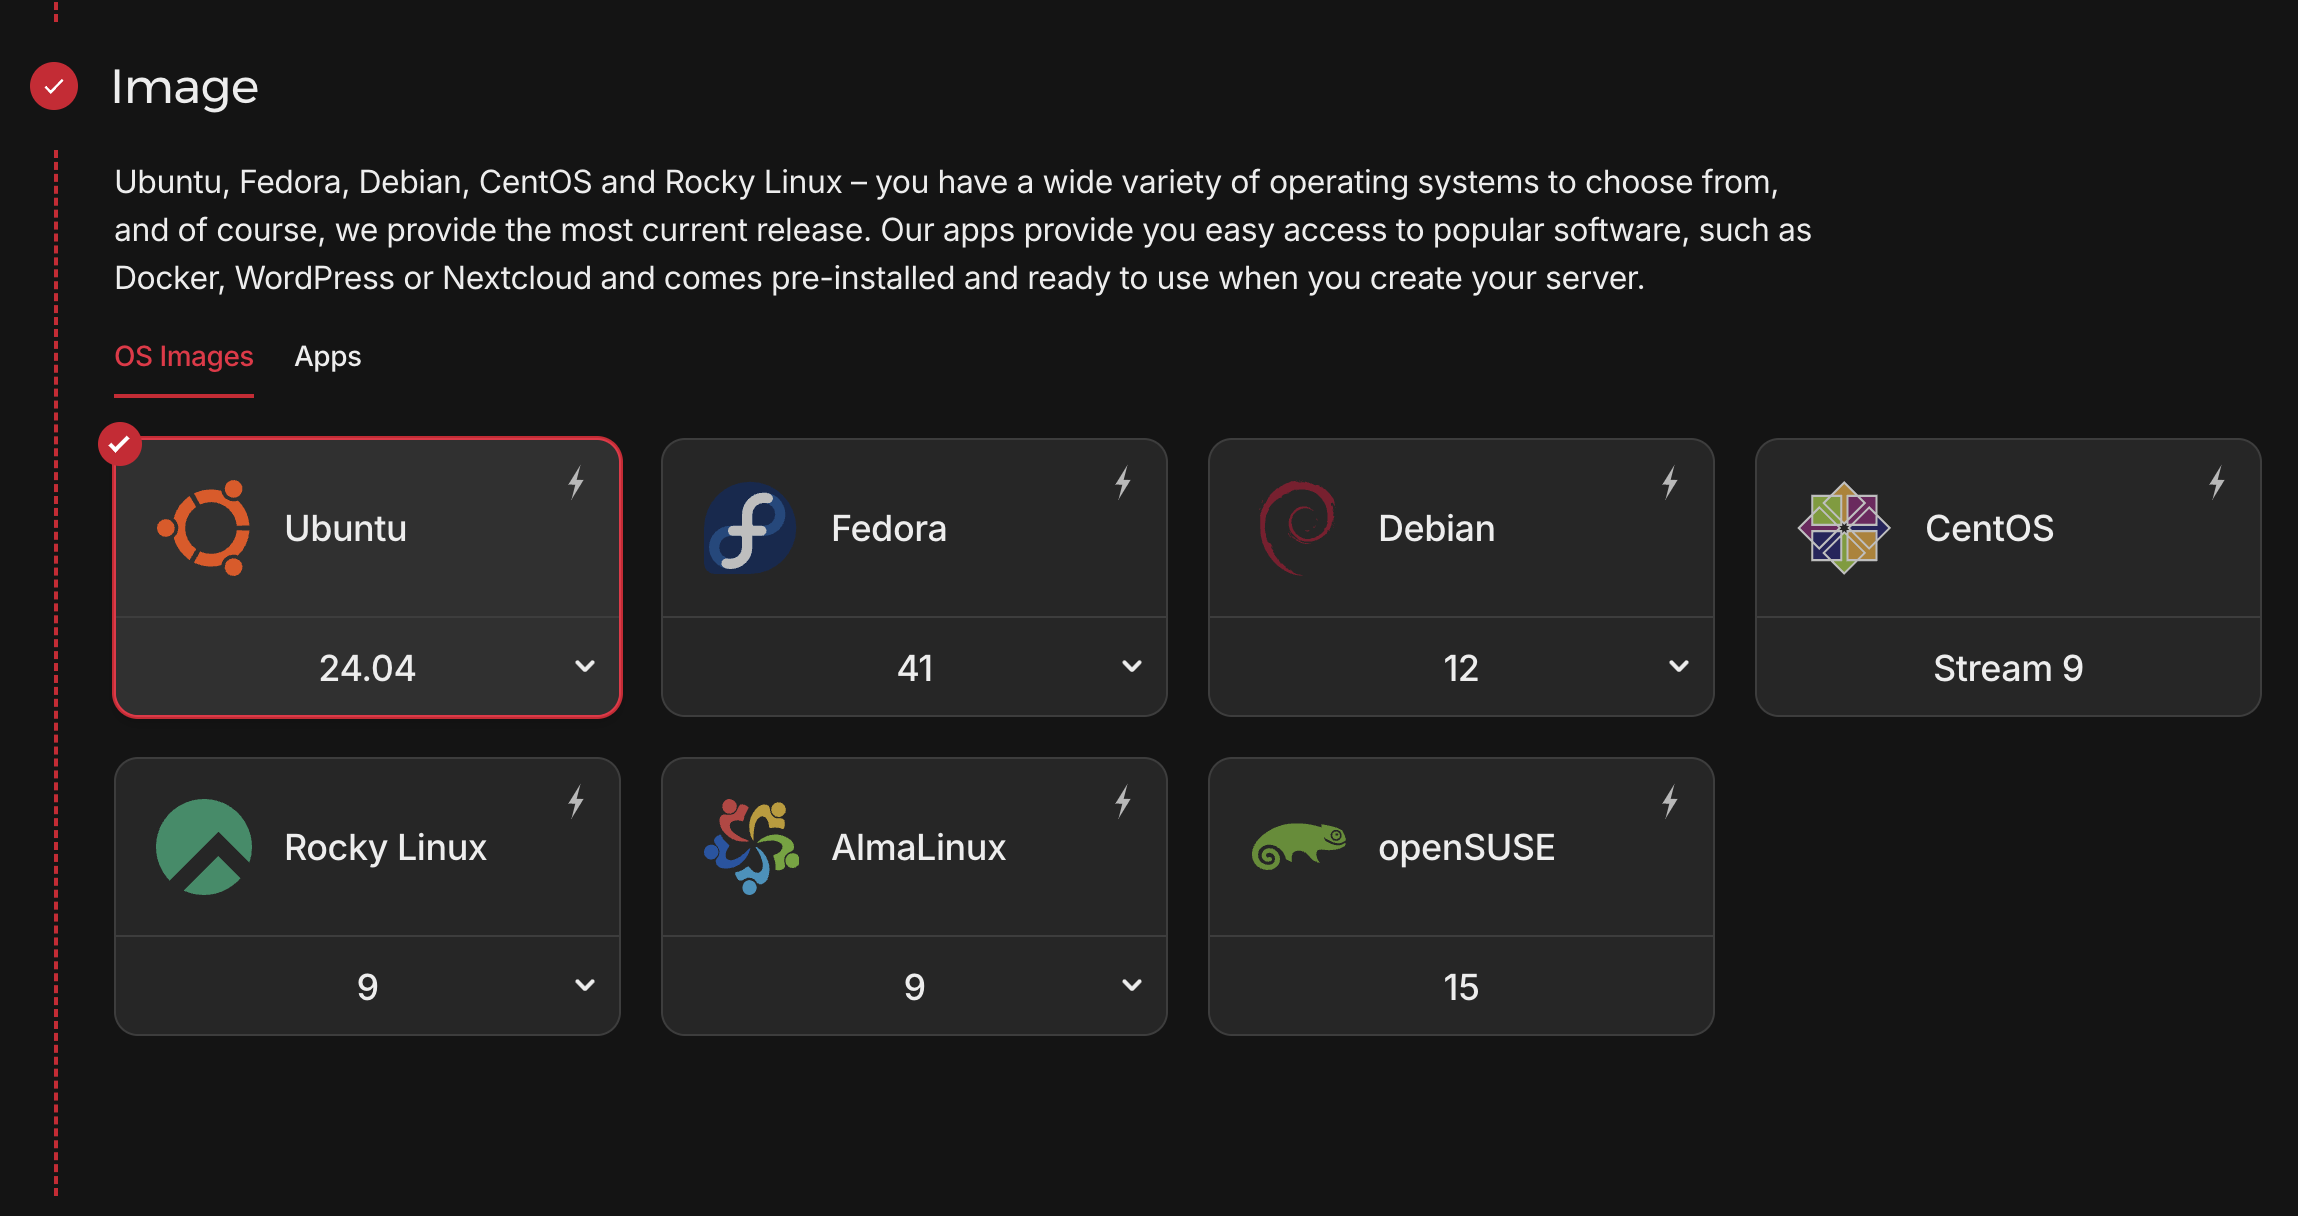 Image
Ubuntu, Fedora, Debian, CentOS and Rocky Linux – you have a wide variety of operating systems to choose from,
and of course, we provide the most current release. Our apps provide you easy access to popular software, such as
Docker, WordPress or Nextcloud and comes pre-installed and ready to use when you create your server.
OS Images Apps
Ubuntu
24.04
Fedora
41
Debian
12
CentOS
Stream 9
Rocky Linux
9
AlmaLinux
9
openSUSE
15